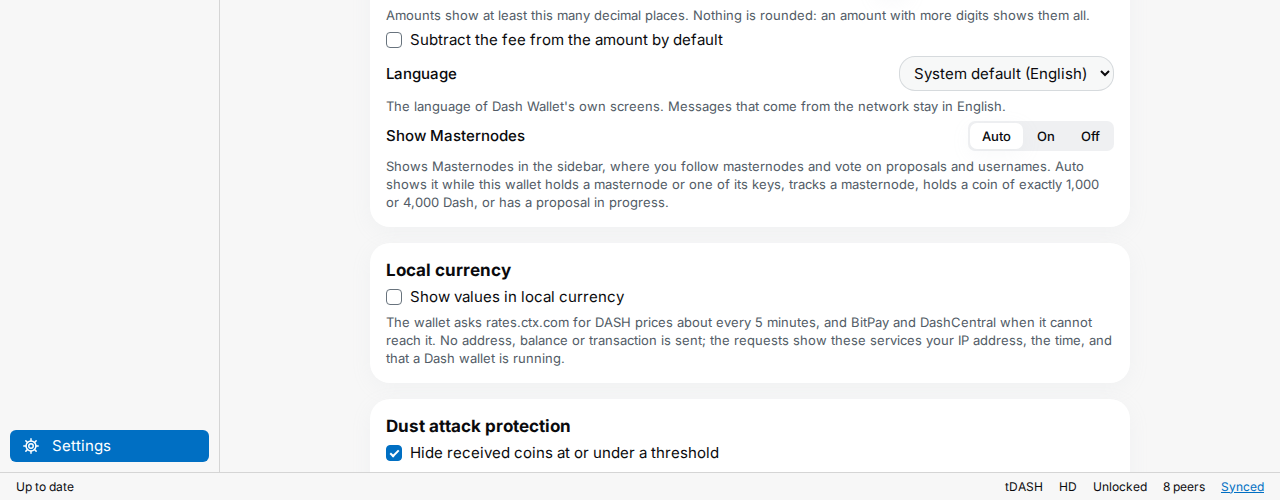 Amounts show at least this many decimal places. Nothing is rounded: an amount with more digits shows them all.
Subtract the fee from the amount by default
Language
System default (English)
The language of Dash Wallet's own screens. Messages that come from the network stay in English.
Show Masternodes
Auto On Off
Shows Masternodes in the sidebar, where you follow masternodes and vote on proposals and usernames. Auto
shows it while this wallet holds a masternode or one of its keys, tracks a masternode, holds a coin of exactly 1,000
or 4,000 Dash, or has a proposal in progress.
Local currency
Show values in local currency
The wallet asks rates.ctx.com for DASH prices about every 5 minutes, and BitPay and DashCentral when it cannot
reach it. No address, balance or transaction is sent; the requests show these services your IP address, the time, and
that a Dash wallet is running.
Dust attack protection
Hide received coins at or under a threshold
Settings
Up to date
tDASH HD Unlocked 8 peers Synced